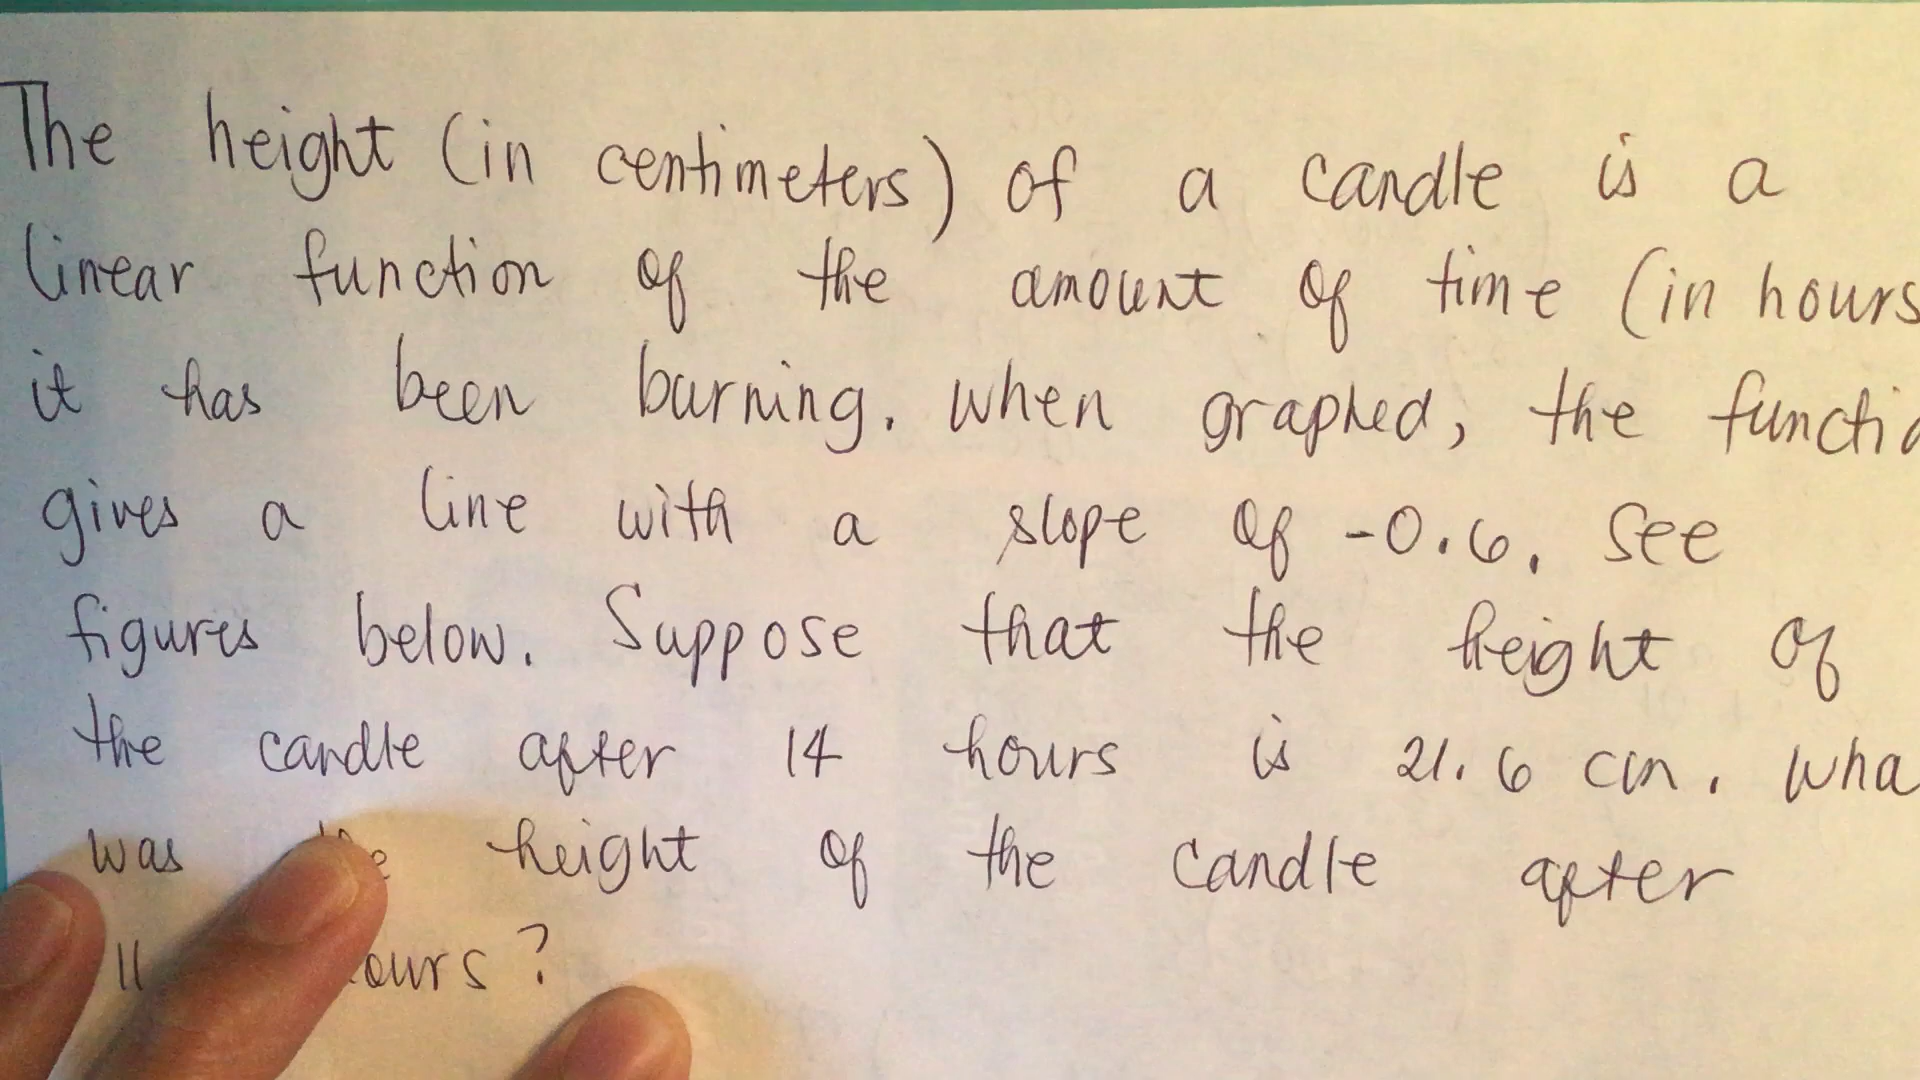 The height (in centimeters) of a candle is a
linear function of the amount of time (in hours
it has been burning. When graphed, the functio
gives a line with a slope of -0.6. See
figures below. Suppose that the height of
the candle after 14 hours is 21.6 cm. Wha
was height of the candle after
11 ours?